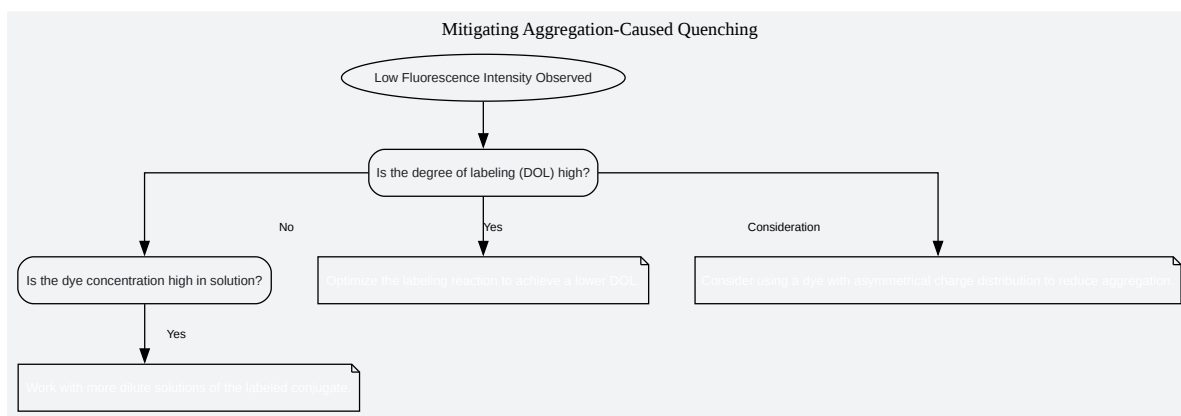 Mitigating Aggregation-Caused Quenching
Low Fluorescence Intensity Observed
Is the degree of labeling (DOL) high?
No
Yes
Consideration
Is the dye concentration high in solution?
Optimize the labeling reaction to achieve a lower DOL.
Consider using a dye with asymmetrical charge distribution to reduce aggregation.
Yes
Work with more dilute solutions of the labeled conjugate.